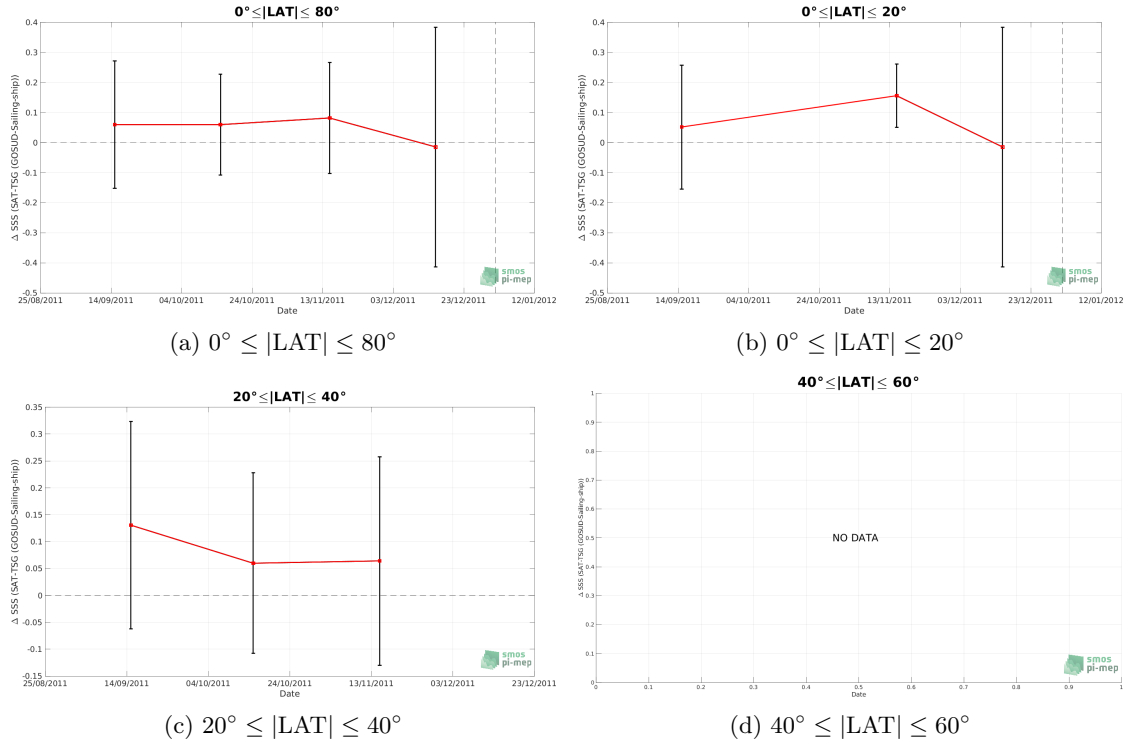 0°≤|LAT|≤ 80°
Δ SSS (SAT-TSG (GOSUD-Sailing-ship))
0.4
0.3
0.2
0.1
0
-0.1
-0.2
-0.3
-0.4
-0.5
25/08/2011 14/09/2011 04/10/2011 24/10/2011 13/11/2011 03/12/2011 23/12/2011 12/01/2012
Date
smos
pi-mep
(a) 0° ≤ |LAT| ≤ 80°
0°≤|LAT|≤ 20°
Δ SSS (SAT-TSG (GOSUD-Sailing-ship))
0.4
0.3
0.2
0.1
0
-0.1
-0.2
-0.3
-0.4
-0.5
25/08/2011 14/09/2011 04/10/2011 24/10/2011 13/11/2011 03/12/2011 23/12/2011 12/01/2012
Date
smos
pi-mep
(b) 0° ≤ |LAT| ≤ 20°
20°≤|LAT|≤ 40°
Δ SSS (SAT-TSG (GOSUD-Sailing-ship))
0.35
0.3
0.25
0.2
0.15
0.1
0.05
0
-0.05
-0.1
-0.15
25/08/2011 14/09/2011 04/10/2011 24/10/2011 13/11/2011 03/12/2011 23/12/2011
Date
smos
pi-mep
(c) 20° ≤ |LAT| ≤ 40°
40°≤|LAT|≤ 60°
Δ SSS (SAT-TSG (GOSUD-Sailing-ship))
1
0.9
0.8
0.7
0.6
0.5
0.4
0.3
0.2
0.1
0
NO DATA
0 0.1 0.2 0.3 0.4 0.5 0.6 0.7 0.8 0.9 1
Date
smos
pi-mep
(d) 40° ≤ |LAT| ≤ 60°